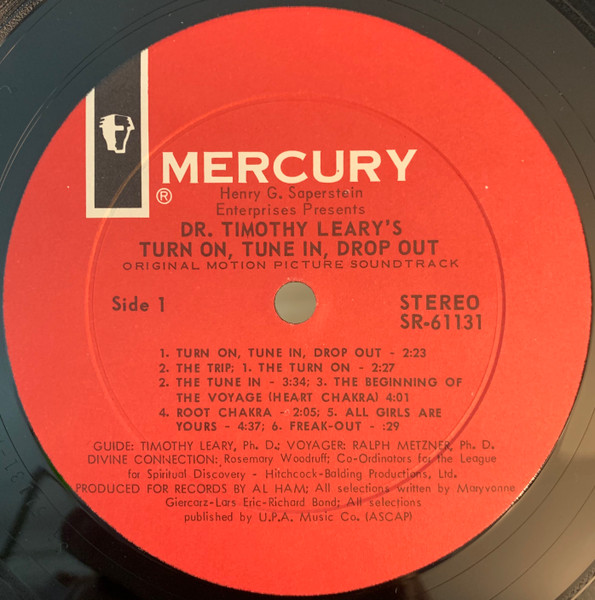 MERCURY
®
Henry G. Saperstein
Enterprises Presents
DR. TIMOTHY LEARY'S
TURN ON, TUNE IN, DROP OUT
ORIGINAL MOTION PICTURE SOUNDTRACK
Side 1
STEREO
SR-61131
1. TURN ON, TUNE IN, DROP OUT - 2:23
2. THE TRIP; 1. THE TURN ON - 2:27
2. THE TUNE IN - 3:34; 3. THE BEGINNING OF
THE VOYAGE (HEART CHAKRA) 4:01
4. ROOT CHAKRA - 2:05; 5. ALL GIRLS ARE
YOURS - 4:37; 6. FREAK-OUT - :29
GUIDE: TIMOTHY LEARY, Ph. D.; VOYAGER: RALPH METZNER, Ph. D.
DIVINE CONNECTION: Rosemary Woodruff; Co-Ordinators for the League
for Spiritual Discovery - Hitchcock-Balding Productions, Ltd.
PRODUCED FOR RECORDS BY AL HAM; All selections written by Maryvonne
Giercarz-Lars Eric-Richard Bond; All selections
published by U.P.A. Music Co. (ASCAP)